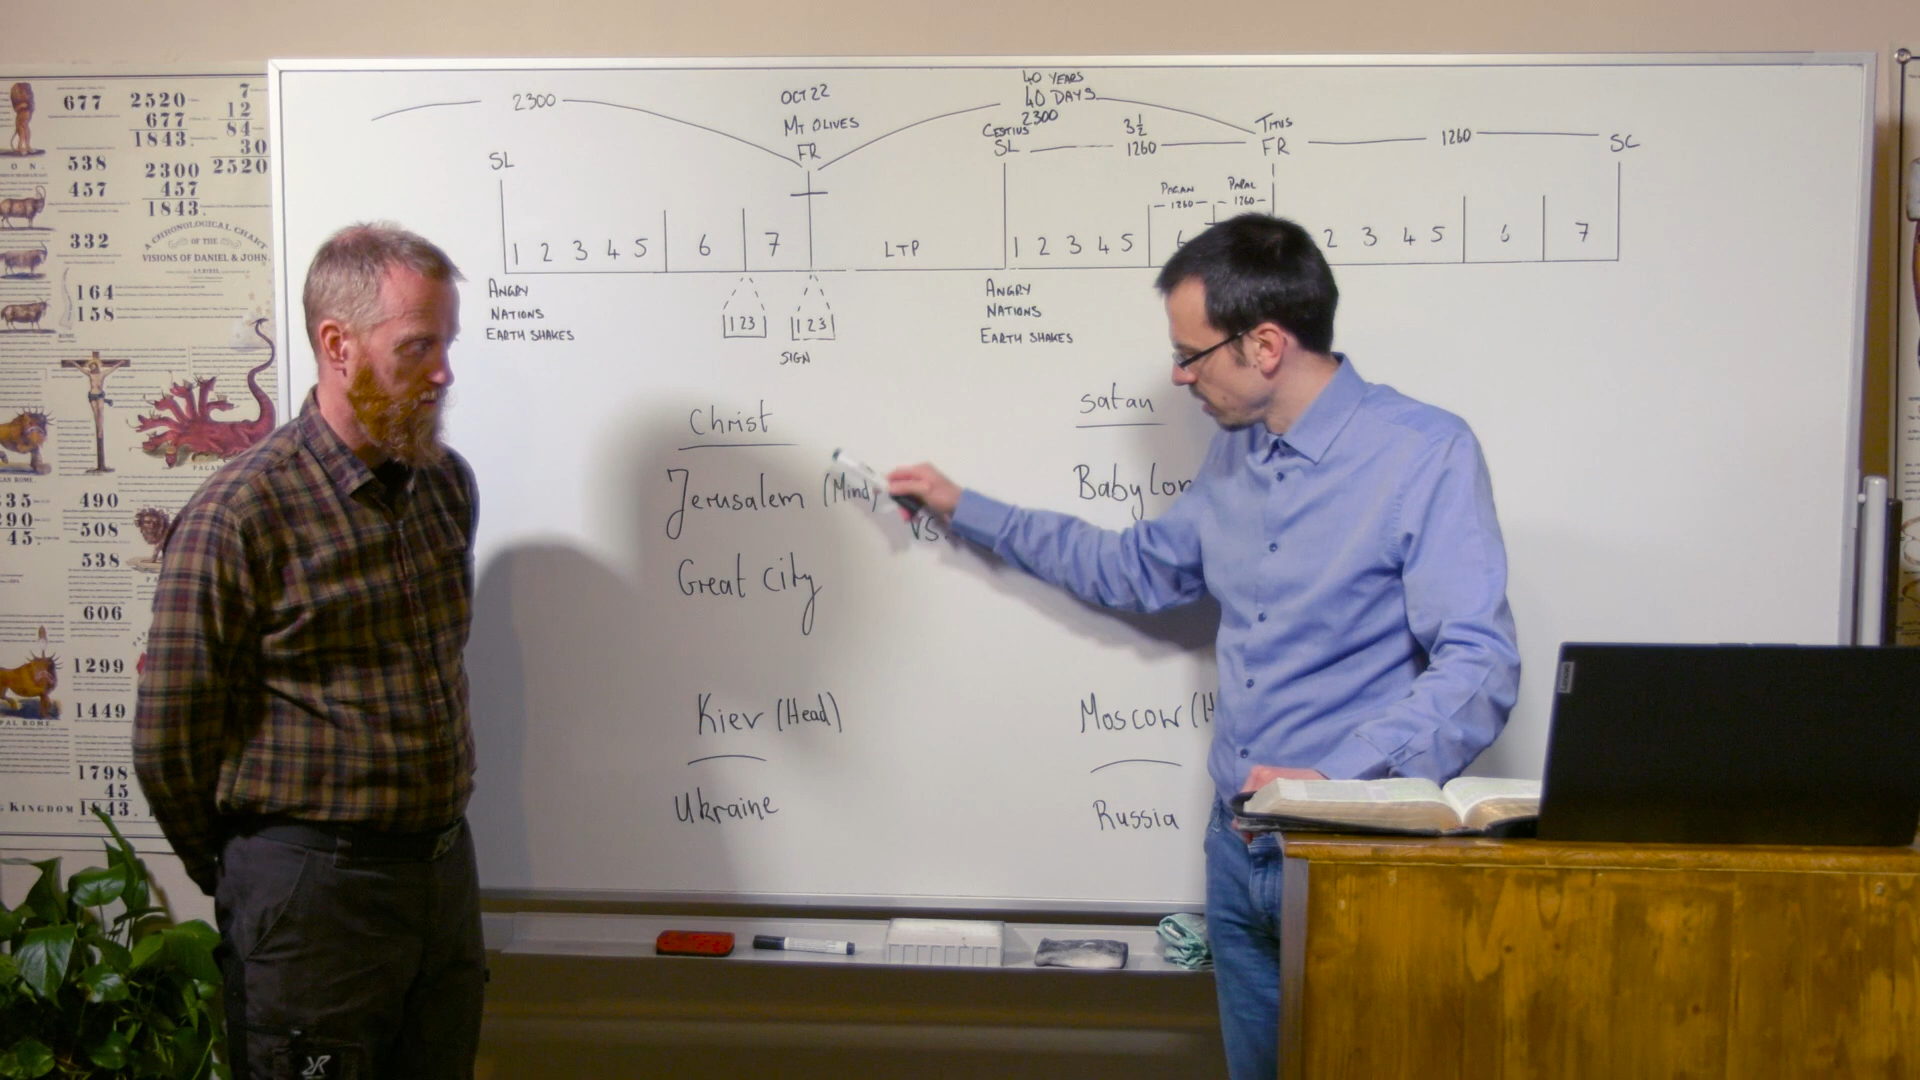 677
2520
677
1843.
7
12
84
30
2520
538
457
2300
457
1843.
332
A CHRONOLOGICAL CHART
OF THE
VISIONS OF DANIEL & JOHN.
164
158
490
508
538
606
1299
1449
1798
45
KINGDOM 1843.
2300
OCT 22
MT OLIVES
FR
40 YEARS
40 DAYS
2300
CESTIUS
SL
3½
1260
TITUS
FR
1260
SC
SL
PAGAN
1260
PAPAL
1260
1 2 3 4 5 6 7
LTP
1 2 3 4 5
2 3 4 5 6 7
ANGRY
NATIONS
EARTH SHAKES
123
123
SIGN
ANGRY
NATIONS
EARTH SHAKES
Christ
Satan
Jerusalem (Mind)
VS.
Babylon
Great City
Kiev (Head)
Moscow (H
Ukraine
Russia
Lenovo